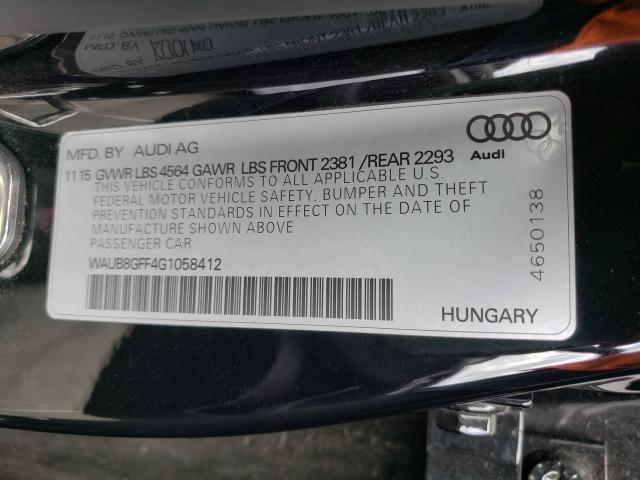 MFD. BY AUDI AG
Audi
11 15 GVWR LBS 4564 GAWR LBS FRONT 2381 /REAR 2293
THIS VEHICLE CONFORMS TO ALL APPLICABLE U.S.
FEDERAL MOTOR VEHICLE SAFETY, BUMPER AND THEFT
PREVENTION STANDARDS IN EFFECT ON THE DATE OF
MANUFACTURE SHOWN ABOVE
PASSENGER CAR
WAUB8GFF4G1058412
4650138
HUNGARY